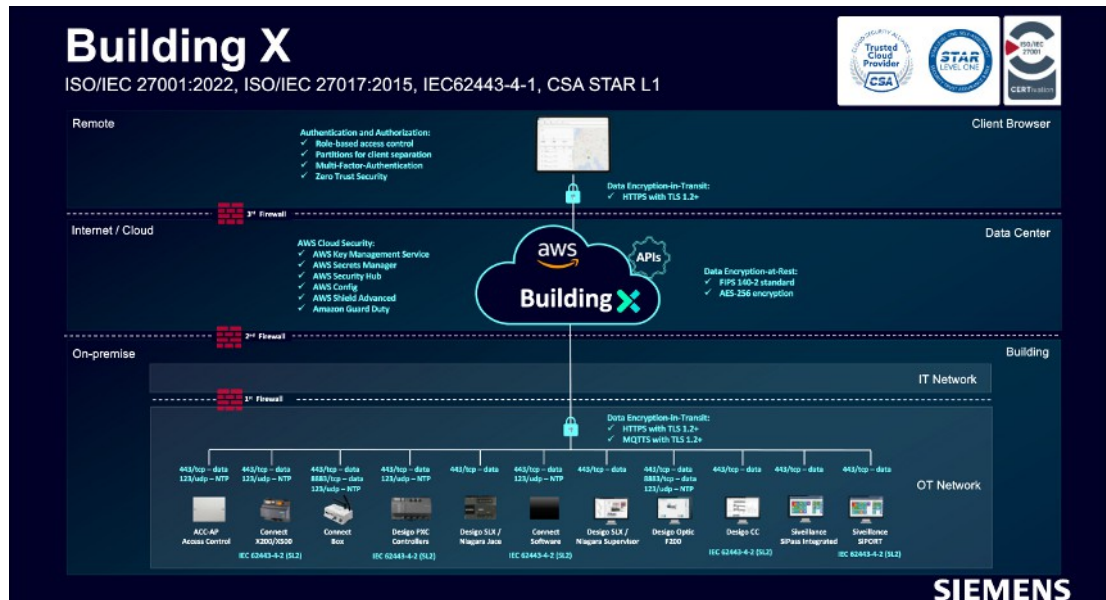 Building X
ISO/IEC 27001:2022, ISO/IEC 27017:2015, IEC62443-4-1, CSA STAR L1
Trusted
Cloud
Provider
CSA
STAR
LEVEL ONE
ISO/IEC
27001
CERTivation
Remote
Client Browser
Authentication and Authorization:
✓ Role-based access control
✓ Partitions for client separation
✓ Multi-Factor-Authentication
✓ Zero Trust Security
Data Encryption-in-Transit:
✓ HTTPS with TLS 1.2+
3rd Firewall
Internet / Cloud
Data Center
AWS Cloud Security:
✓ AWS Key Management Service
✓ AWS Secrets Manager
✓ AWS Security Hub
✓ AWS Config
✓ AWS Shield Advanced
✓ Amazon Guard Duty
aws
APIs
Building X
Data Encryption-at-Rest:
✓ FIPS 140-2 standard
✓ AES-256 encryption
2nd Firewall
On-premise
Building
IT Network
1st Firewall
Data Encryption-in-Transit:
✓ HTTPS with TLS 1.2+
✓ MQTTS with TLS 1.2+
OT Network
443/tcp – data
123/udp – NTP
ACC-AP
Access Control
443/tcp – data
123/udp – NTP
Connect
X200/X300
IEC 62443-4-2 (SL2)
443/tcp – data
8883/tcp – data
123/udp – NTP
Connect
Box
443/tcp – data
123/udp – NTP
Desigo PXC
Controllers
IEC 62443-4-2 (SL2)
443/tcp – data
Desigo SLX /
Niagara Jace
443/tcp – data
123/udp – NTP
Connect
Software
IEC 62443-4-2 (SL2)
443/tcp – data
Desigo SLX /
Niagara Supervisor
443/tcp – data
8883/tcp – data
123/udp – NTP
Desigo Optic
F200
443/tcp – data
Desigo CC
IEC 62443-4-2 (SL2)
443/tcp – data
Siveillance
SiPass Integrated
443/tcp – data
Siveillance
SiPORT
IEC 62443-4-2 (SL2)
SIEMENS